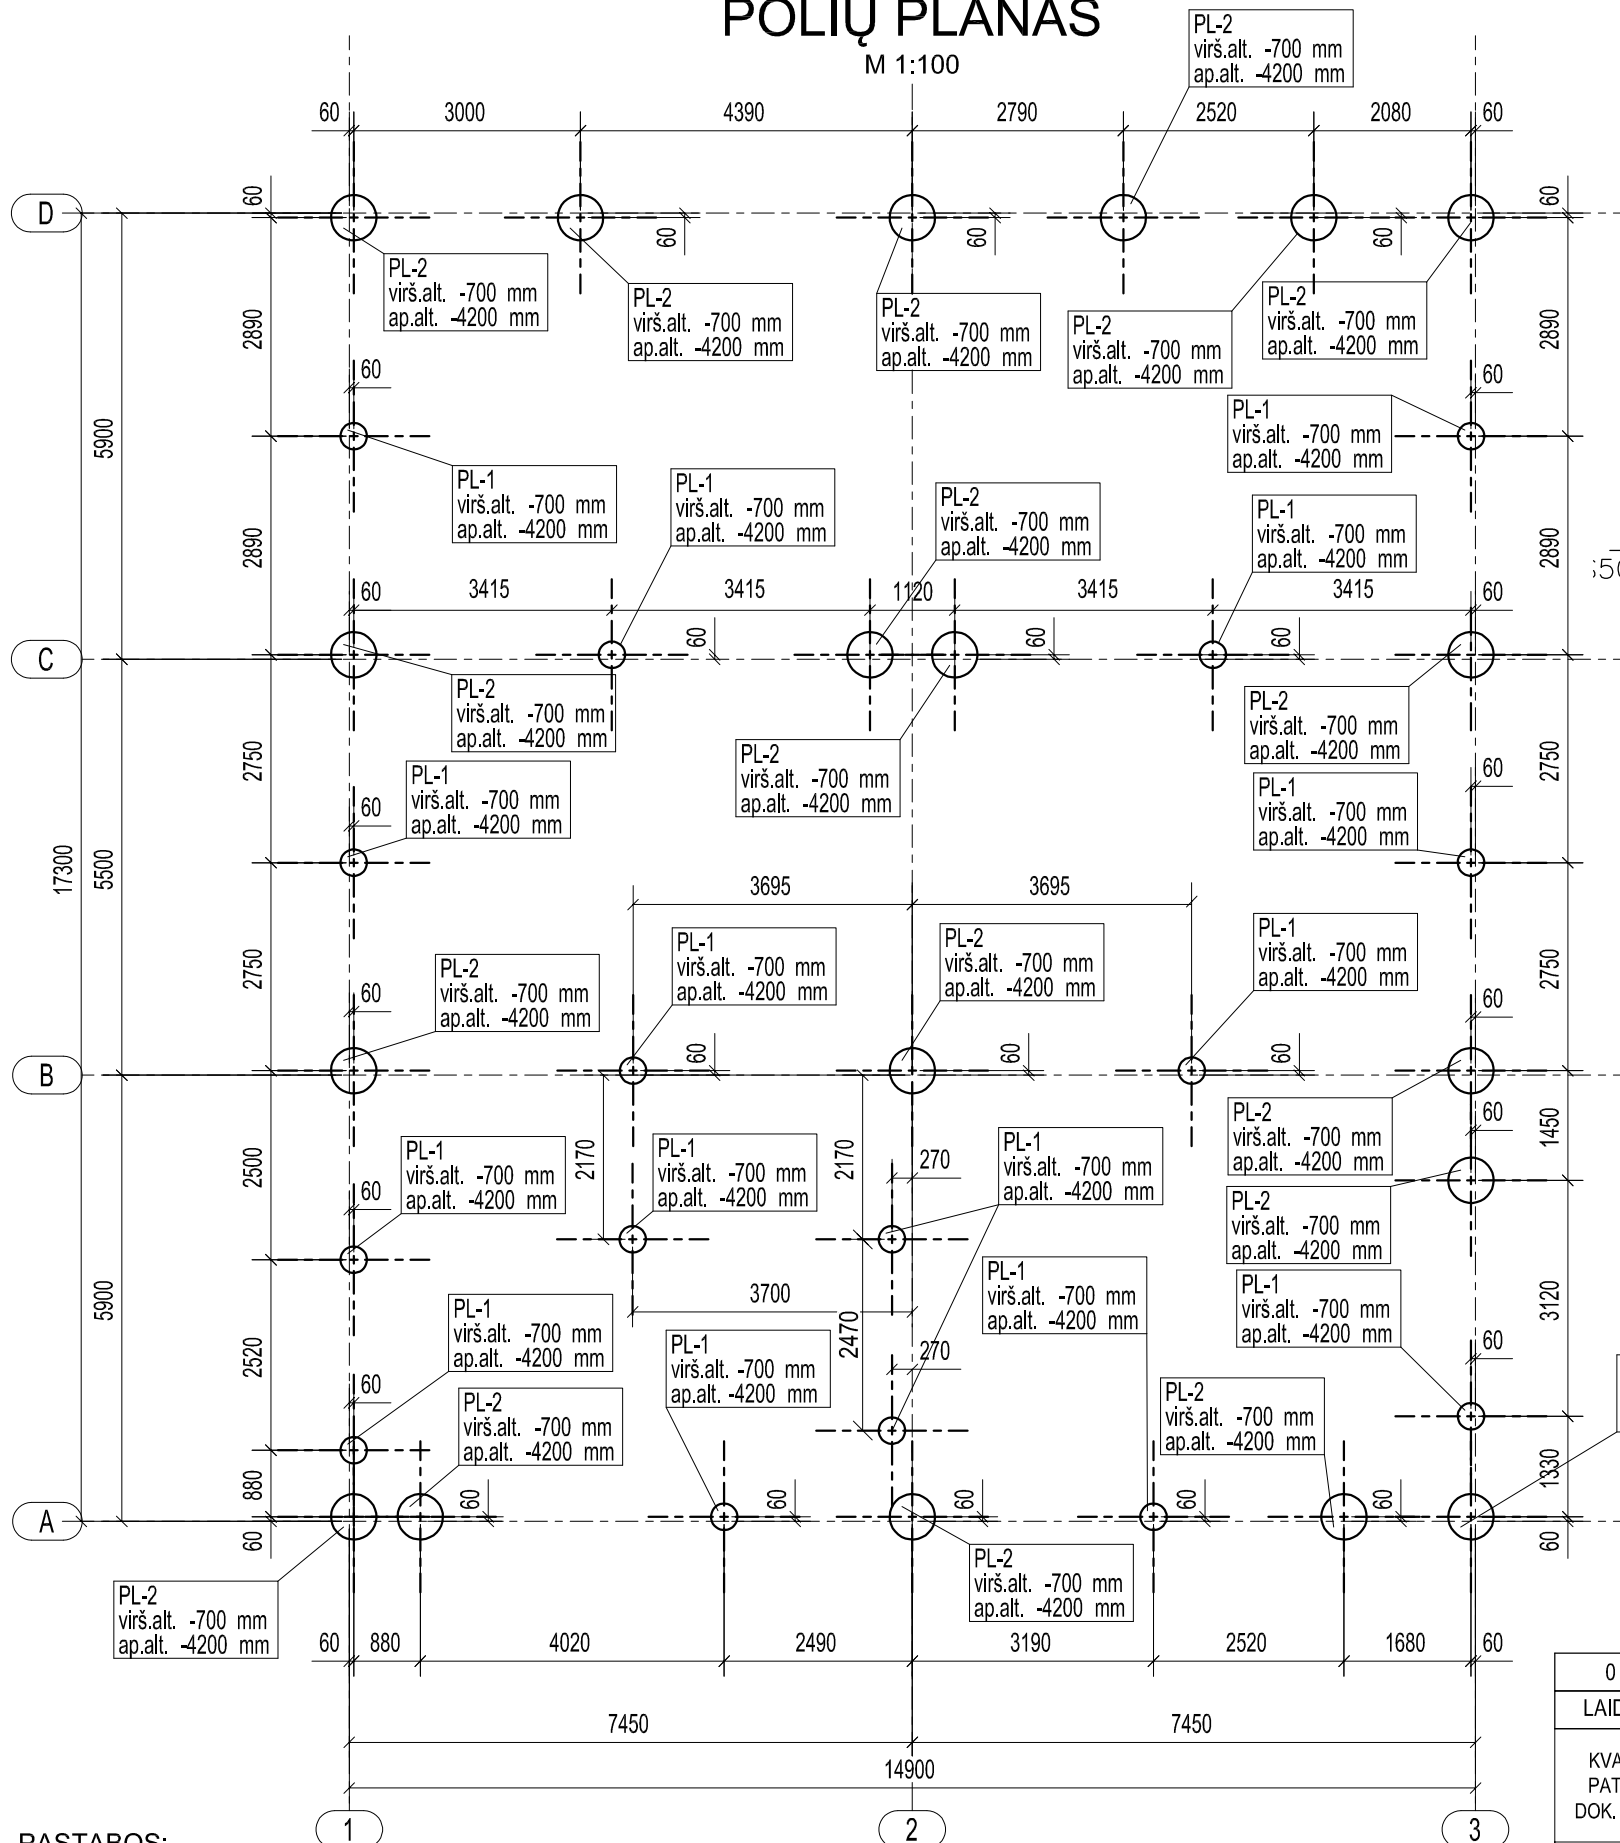 POLIŲ PLANAS
M 1:100
PL-2
virš.alt. -700 mm
ap.alt. -4200 mm
60 3000 4390 2790 2520 2080 60
D
60 60 60 60 60
PL-2
virš.alt. -700 mm
ap.alt. -4200 mm
PL-2
virš.alt. -700 mm
ap.alt. -4200 mm
PL-2
virš.alt. -700 mm
ap.alt. -4200 mm
PL-2
virš.alt. -700 mm
ap.alt. -4200 mm
PL-2
virš.alt. -700 mm
ap.alt. -4200 mm
2890 2890
60 60
5900
PL-1
virš.alt. -700 mm
ap.alt. -4200 mm
PL-1
virš.alt. -700 mm
ap.alt. -4200 mm
PL-1
virš.alt. -700 mm
ap.alt. -4200 mm
PL-2
virš.alt. -700 mm
ap.alt. -4200 mm
PL-1
virš.alt. -700 mm
ap.alt. -4200 mm
2890 2890
60 3415 3415 1120 3415 3415 60
C
60 60 60
PL-2
virš.alt. -700 mm
ap.alt. -4200 mm
PL-2
virš.alt. -700 mm
ap.alt. -4200 mm
PL-2
virš.alt. -700 mm
ap.alt. -4200 mm
2750 2750
PL-1
virš.alt. -700 mm
ap.alt. -4200 mm
PL-1
virš.alt. -700 mm
ap.alt. -4200 mm
60 60
17300 5500
3695 3695
PL-2
virš.alt. -700 mm
ap.alt. -4200 mm
PL-1
virš.alt. -700 mm
ap.alt. -4200 mm
PL-2
virš.alt. -700 mm
ap.alt. -4200 mm
PL-1
virš.alt. -700 mm
ap.alt. -4200 mm
2750 2750
60 60
B
60 60 60
PL-2
virš.alt. -700 mm
ap.alt. -4200 mm
60 1450
2500 2170 2170 270
PL-1
virš.alt. -700 mm
ap.alt. -4200 mm
PL-1
virš.alt. -700 mm
ap.alt. -4200 mm
PL-1
virš.alt. -700 mm
ap.alt. -4200 mm
PL-2
virš.alt. -700 mm
ap.alt. -4200 mm
60
5900
PL-1
virš.alt. -700 mm
ap.alt. -4200 mm
PL-1
virš.alt. -700 mm
ap.alt. -4200 mm
3700 2470 270 3120
PL-1
virš.alt. -700 mm
ap.alt. -4200 mm
PL-1
virš.alt. -700 mm
ap.alt. -4200 mm
2520 60 60
PL-2
virš.alt. -700 mm
ap.alt. -4200 mm
PL-2
virš.alt. -700 mm
ap.alt. -4200 mm
880 1330
A
60 60 60 60 60 60 60
PL-2
virš.alt. -700 mm
ap.alt. -4200 mm
PL-2
virš.alt. -700 mm
ap.alt. -4200 mm
60 880 4020 2490 3190 2520 1680 60
0
7450 7450
14900
1 2 3
DOK.
PASTABOS: